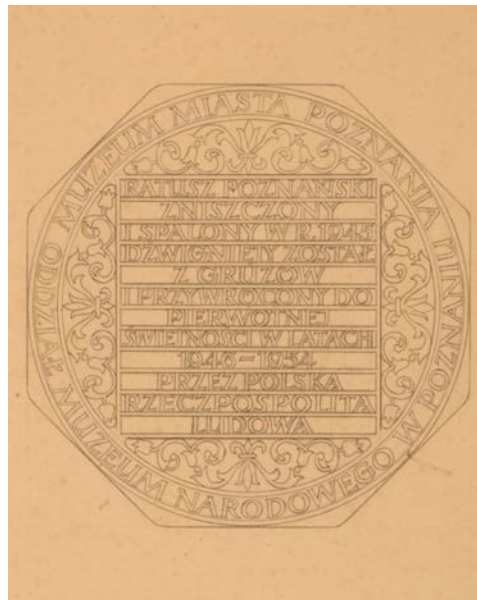 MUZEUM MIASTA POZNANIA
RATUSZ POZNAŃSKI
ZNISZCZONY
I SPALONY W R.1945
DŹWIGNIĘTY ZOSTAŁ
Z GRUZÓW
I PRZYWRÓCONY DO
PIERWOTNEJ
ŚWIETNOŚCI W LATACH
1946 – 1954
PRZEZ POLSKĄ
RZECZPOSPOLITĄ
LUDOWĄ
ODDZIAŁ MUZEUM NARODOWEGO W POZNANIU